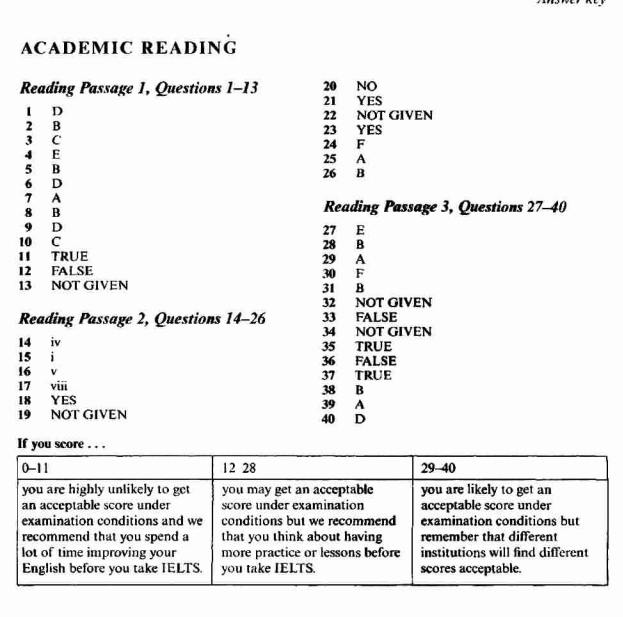 Answer key
ACADEMIC READING
Reading Passage 1, Questions 1–13
1 D
2 B
3 C
4 E
5 B
6 D
7 A
8 B
9 D
10 C
11 TRUE
12 FALSE
13 NOT GIVEN
Reading Passage 2, Questions 14–26
14 iv
15 i
16 v
17 viii
18 YES
19 NOT GIVEN
20 NO
21 YES
22 NOT GIVEN
23 YES
24 F
25 A
26 B
Reading Passage 3, Questions 27–40
27 E
28 B
29 A
30 F
31 B
32 NOT GIVEN
33 FALSE
34 NOT GIVEN
35 TRUE
36 FALSE
37 TRUE
38 B
39 A
40 D
If you score . . .
0–11
you are highly unlikely to get
an acceptable score under
examination conditions and we
recommend that you spend a
lot of time improving your
English before you take IELTS.
12 28
you may get an acceptable
score under examination
conditions but we recommend
that you think about having
more practice or lessons before
you take IELTS.
29–40
you are likely to get an
acceptable score under
examination conditions but
remember that different
institutions will find different
scores acceptable.